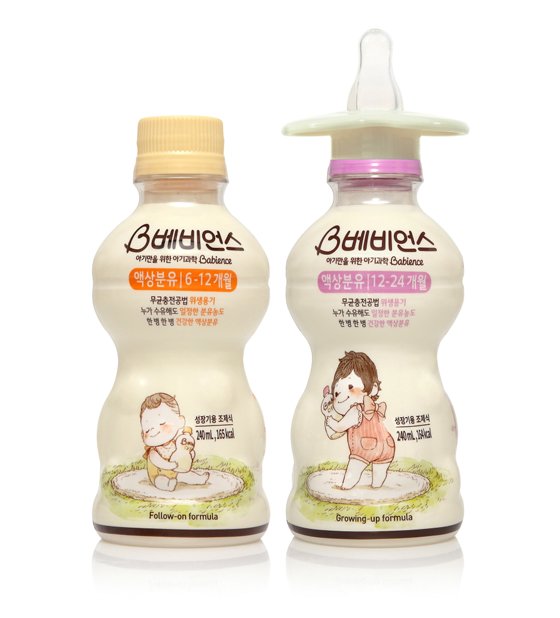 베비언스
아기만을 위한 아기과학 Babience
액상분유 | 6-12개월
무균충전공법 위생용기
누가 수유해도 일정한 분유농도
한 병 한 병 건강한 액상분유
성장기용 조제식
240mL, 165kcal
Follow-on formula
베비언스
아기만을 위한 아기과학 Babience
액상분유 | 12-24개월
무균충전공법 위생용기
누가 수유해도 일정한 분유농도
한 병 한 병 건강한 액상분유
성장기용 조제식
240mL, 164kcal
Growing-up formula